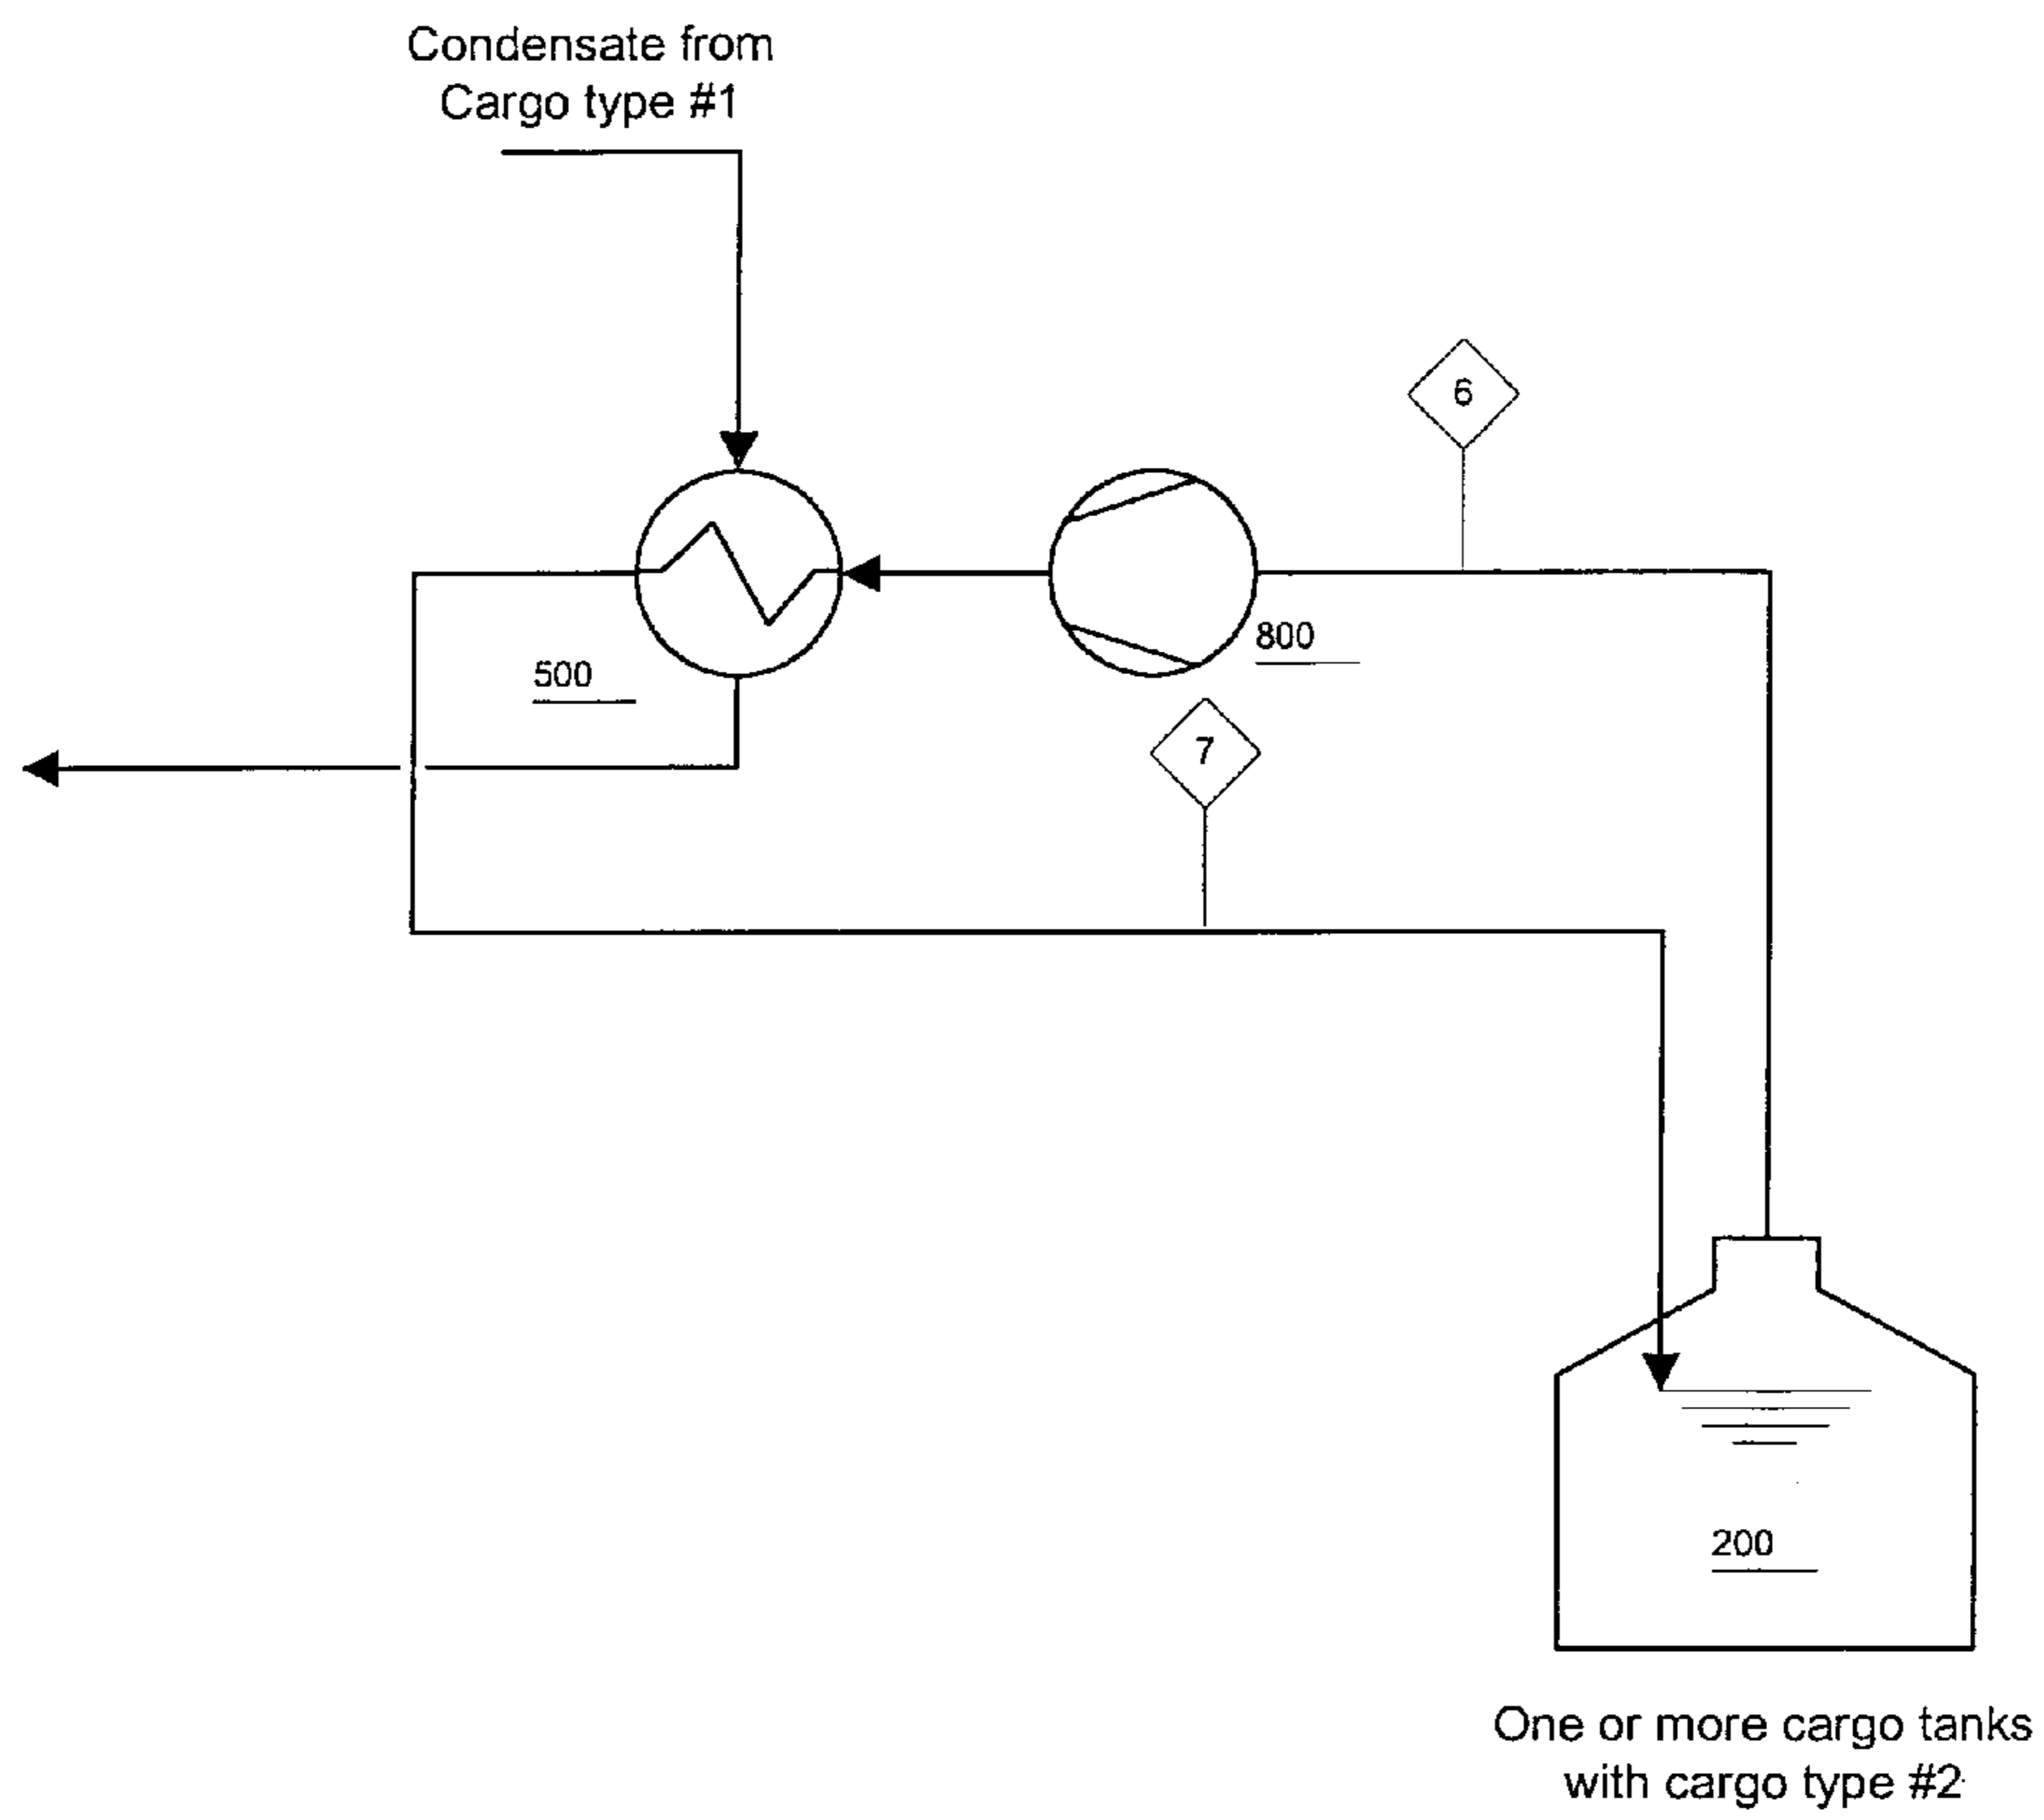 Condensate from
Cargo type #1
6
800
500
7
200
One or more cargo tanks
with cargo type #2